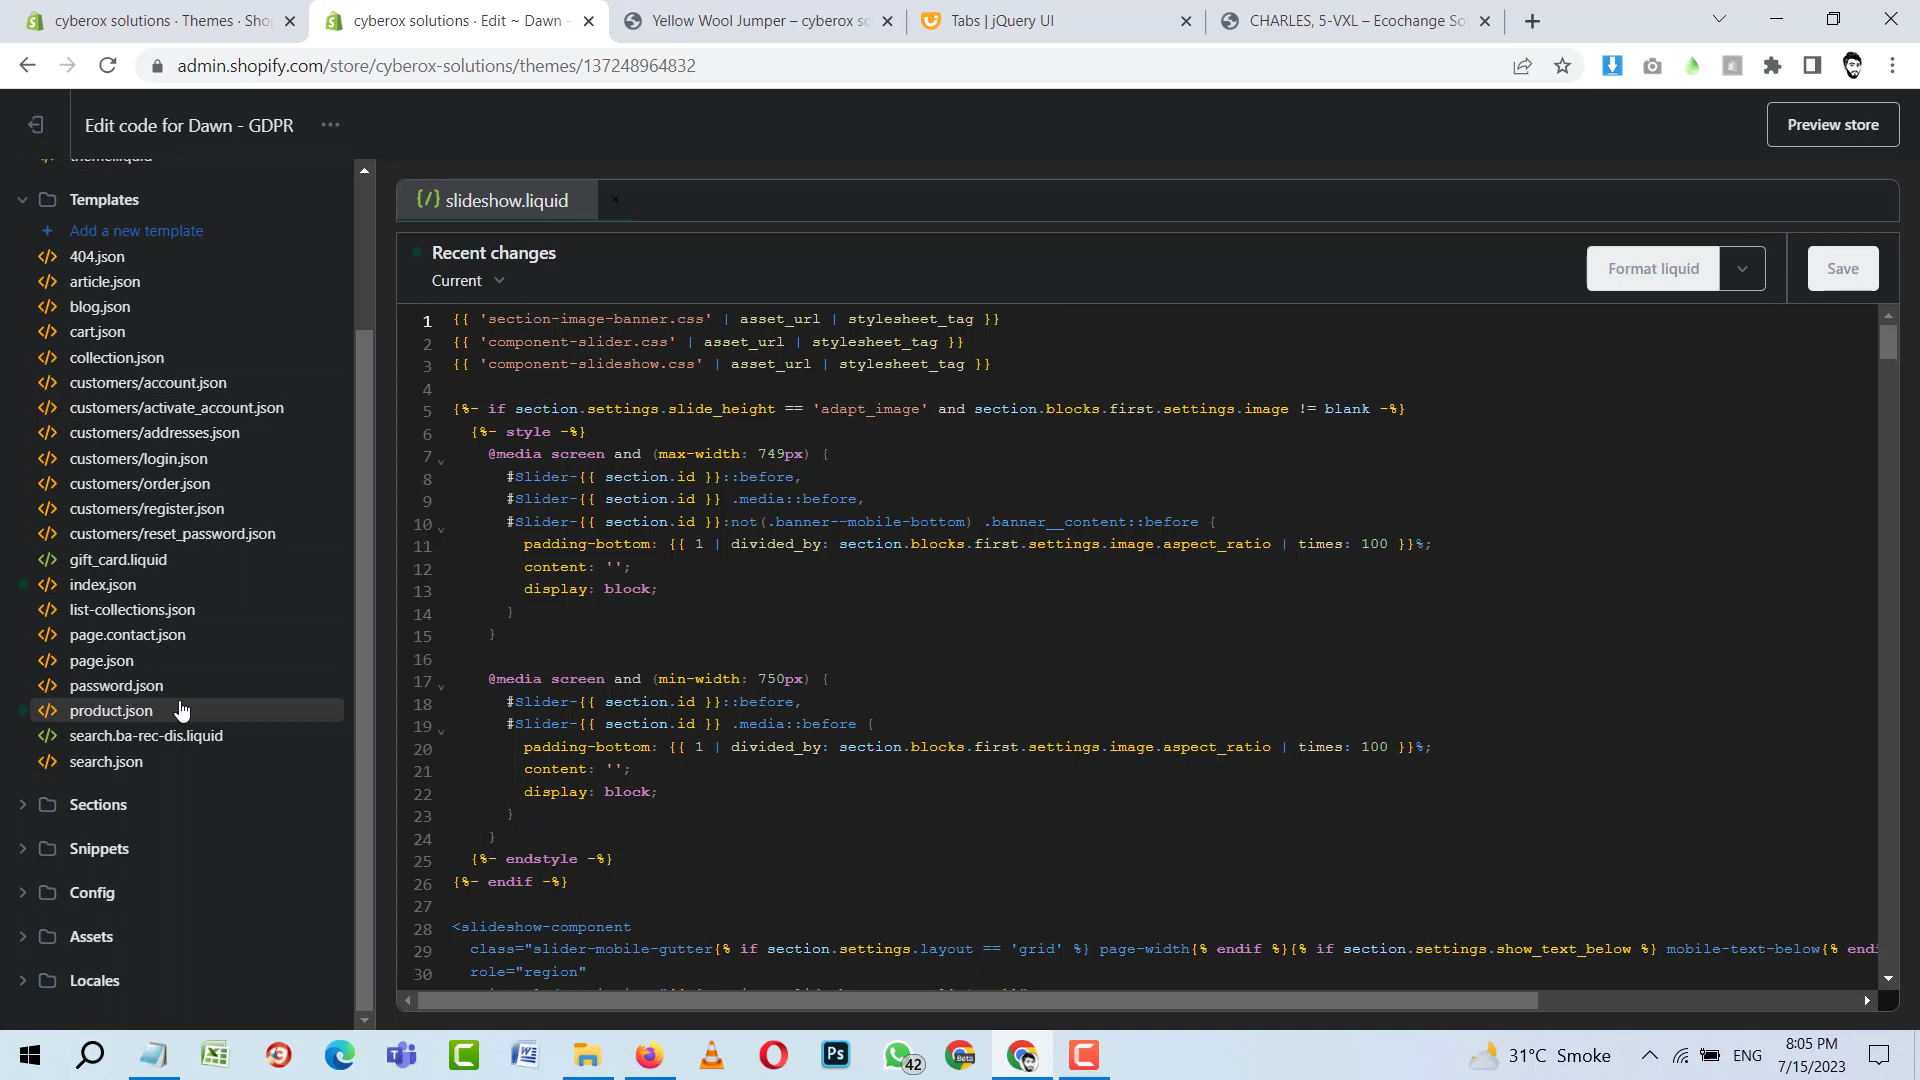 cyberox solutions · Themes · Sho
cyberox solutions · Edit ~ Dawn -
Yellow Wool Jumper – cyberox so
Tabs | jQuery UI
CHARLES, 5-VXL – Ecochange So
admin.shopify.com/store/cyberox-solutions/themes/137248964832
Edit code for Dawn - GDPR
Preview store
theme.liquid
Templates
Add a new template
404.json
article.json
blog.json
cart.json
collection.json
customers/account.json
customers/activate_account.json
customers/addresses.json
customers/login.json
customers/order.json
customers/register.json
customers/reset_password.json
gift_card.liquid
index.json
list-collections.json
page.contact.json
page.json
password.json
product.json
search.ba-rec-dis.liquid
search.json
Sections
Snippets
Config
Assets
Locales
{/} slideshow.liquid
Recent changes
Current
Format liquid
Save
1 {{ 'section-image-banner.css' | asset_url | stylesheet_tag }}
2 {{ 'component-slider.css' | asset_url | stylesheet_tag }}
3 {{ 'component-slideshow.css' | asset_url | stylesheet_tag }}
4
5 {%- if section.settings.slide_height == 'adapt_image' and section.blocks.first.settings.image != blank -%}
6 {%- style -%}
7 @media screen and (max-width: 749px) {
8 #Slider-{{ section.id }}::before,
9 #Slider-{{ section.id }} .media::before,
10 #Slider-{{ section.id }}:not(.banner--mobile-bottom) .banner__content::before {
11 padding-bottom: {{ 1 | divided_by: section.blocks.first.settings.image.aspect_ratio | times: 100 }}%;
12 content: '';
13 display: block;
14 }
15 }
16
17 @media screen and (min-width: 750px) {
18 #Slider-{{ section.id }}::before,
19 #Slider-{{ section.id }} .media::before {
20 padding-bottom: {{ 1 | divided_by: section.blocks.first.settings.image.aspect_ratio | times: 100 }}%;
21 content: '';
22 display: block;
23 }
24 }
25 {%- endstyle -%}
26 {%- endif -%}
27
28 <slideshow-component
29 class="slider-mobile-gutter{% if section.settings.layout == 'grid' %} page-width{% endif %}{% if section.settings.show_text_below %} mobile-text-below{% endi
30 role="region"
42
Beta
Ps
31°C Smoke
ENG
8:05 PM
7/15/2023